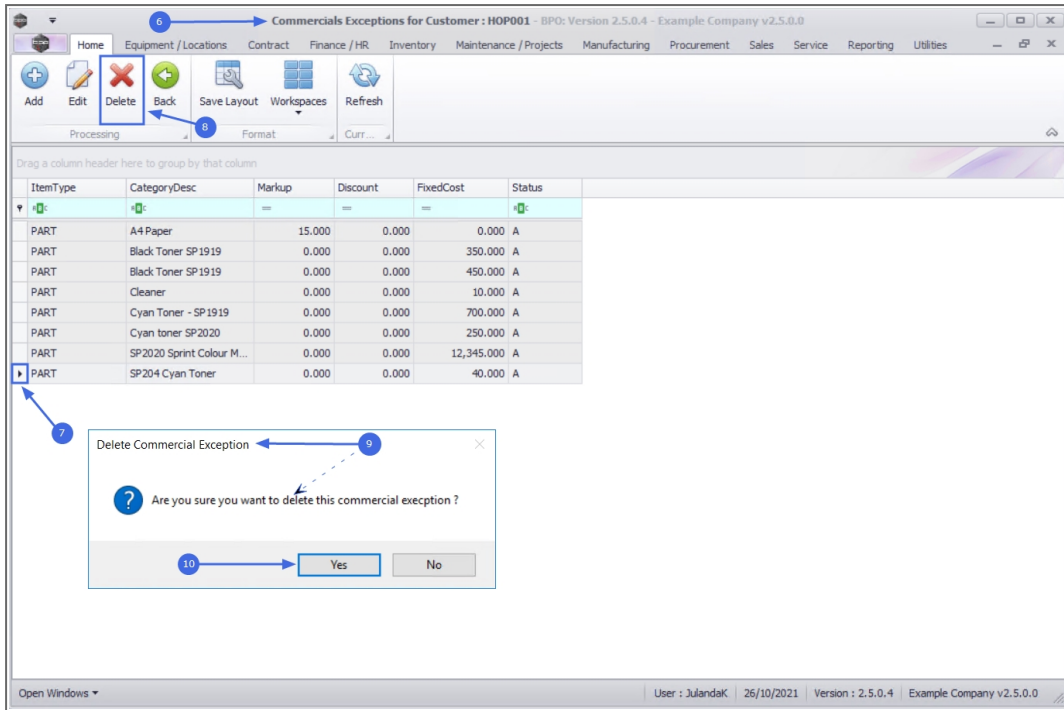 6
Commercials Exceptions for Customer : HOP001 - BPO: Version 2.5.0.4 - Example Company v2.5.0.0
Home Equipment / Locations Contract Finance / HR Inventory Maintenance / Projects Manufacturing Procurement Sales Service Reporting Utilities
Add Edit Delete Back Save Layout Workspaces Refresh
8
Processing Format Curr...
Drag a column header here to group by that column
ItemType CategoryDesc Markup Discount FixedCost Status
= = =
PART A4 Paper 15.000 0.000 0.000 A
PART Black Toner SP1919 0.000 0.000 350.000 A
PART Black Toner SP1919 0.000 0.000 450.000 A
PART Cleaner 0.000 0.000 10.000 A
PART Cyan Toner - SP1919 0.000 0.000 700.000 A
PART Cyan toner SP2020 0.000 0.000 250.000 A
PART SP2020 Sprint Colour M... 0.000 0.000 12,345.000 A
PART SP204 Cyan Toner 0.000 0.000 40.000 A
7
Delete Commercial Exception 9
? Are you sure you want to delete this commercial execption ?
10 Yes No
Open Windows User : JulandaK 26/10/2021 Version : 2.5.0.4 Example Company v2.5.0.0